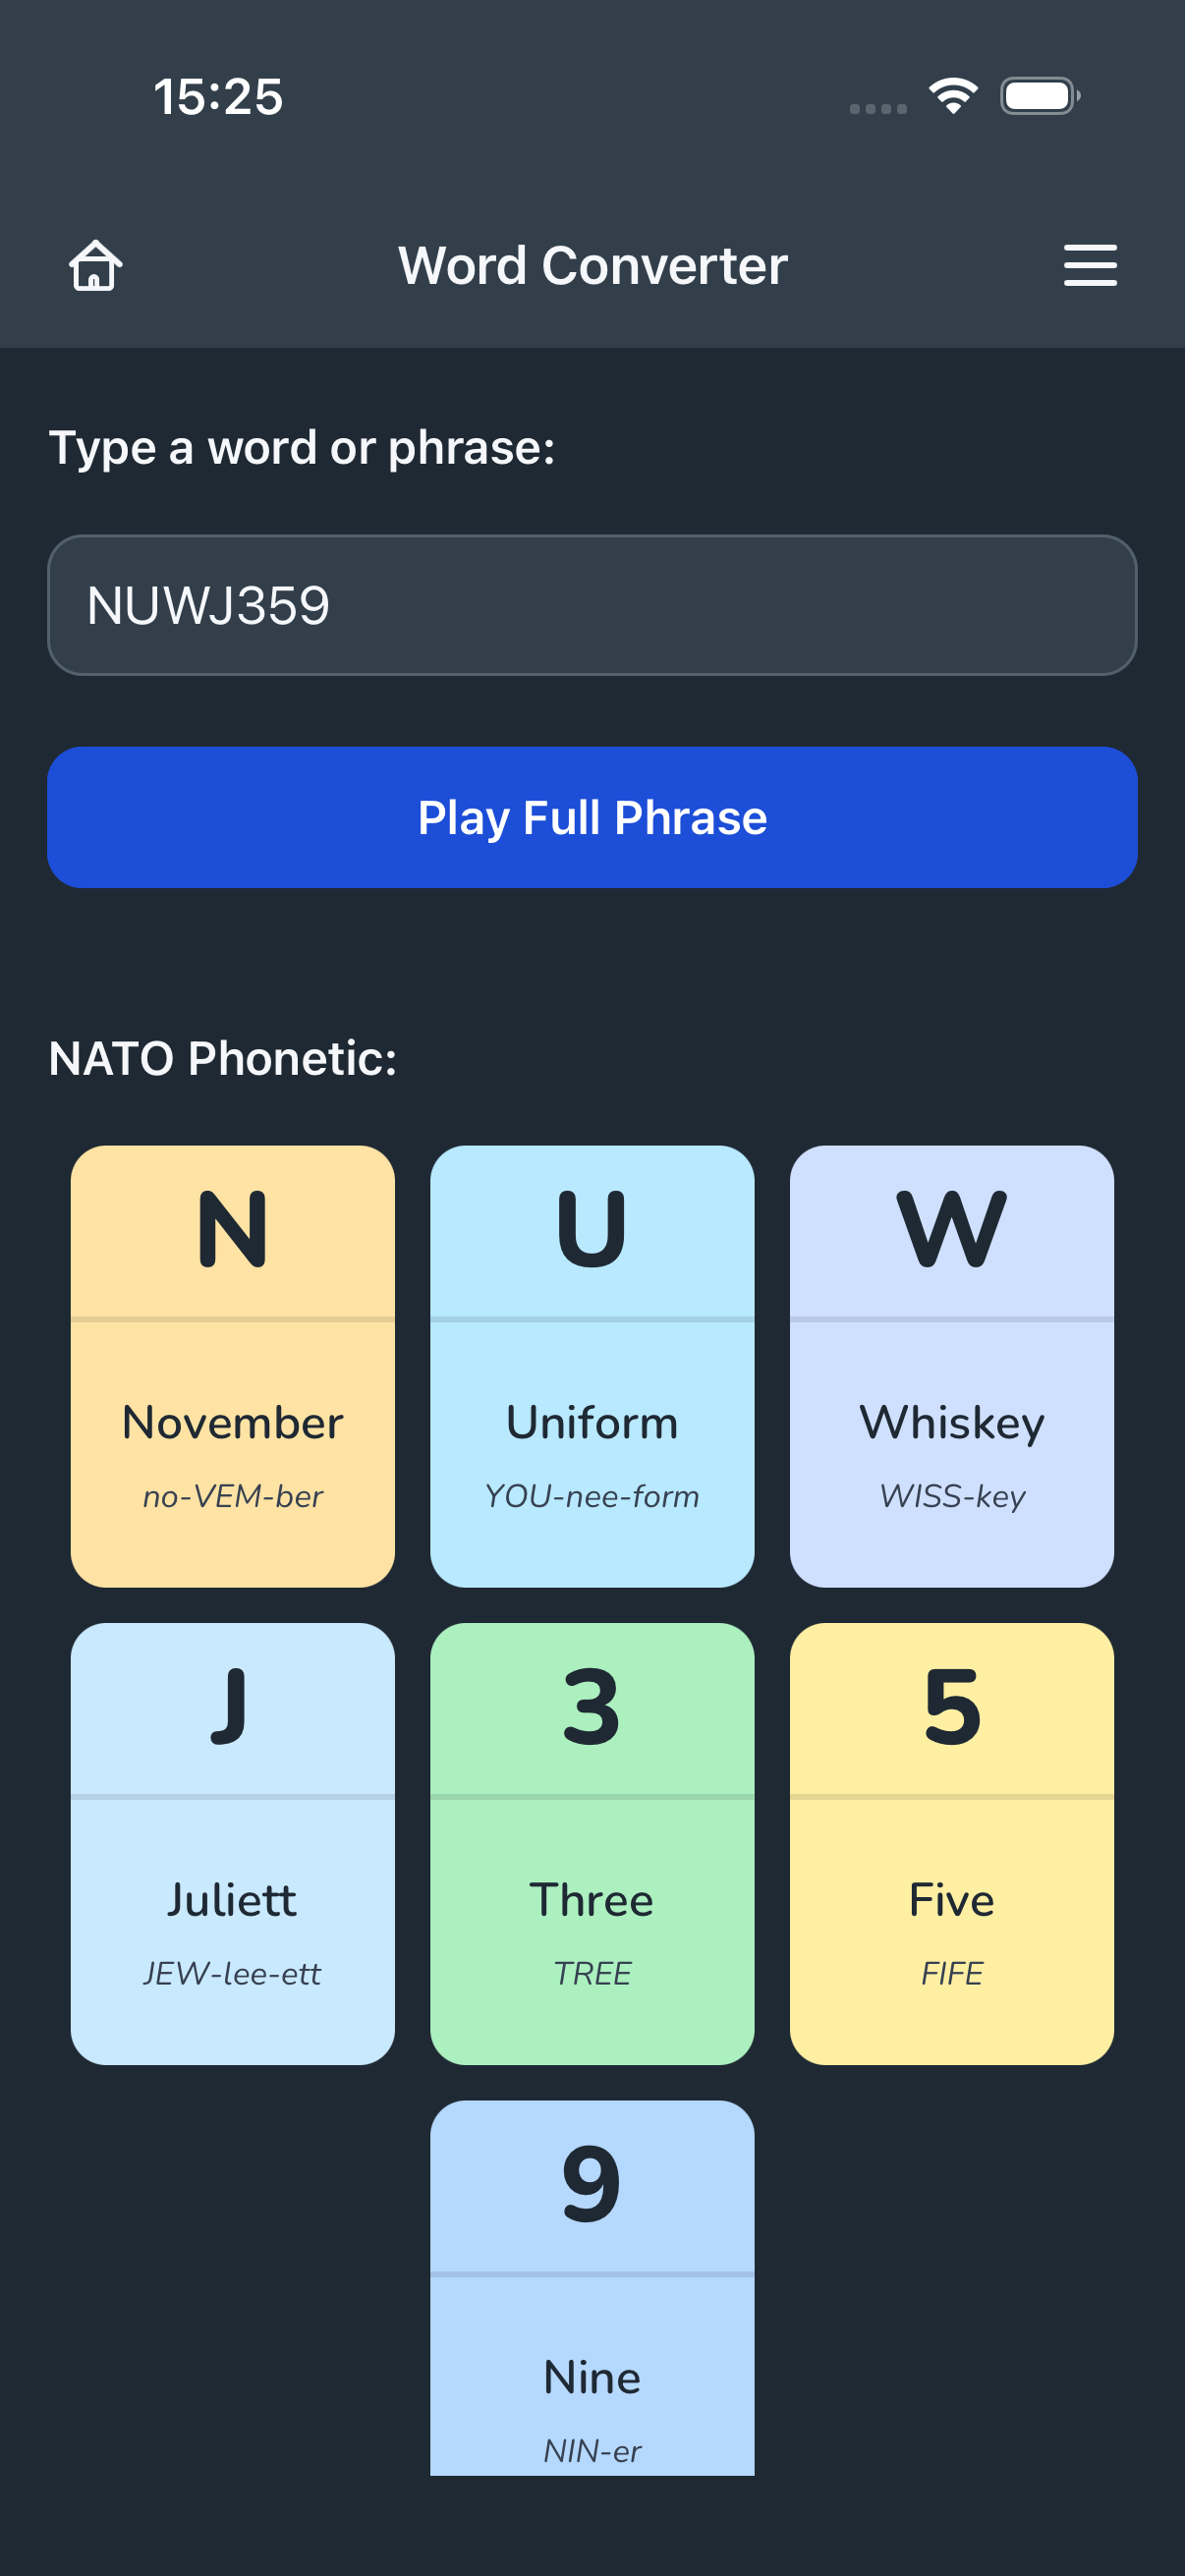 15:25
Word Converter
Type a word or phrase:
NUWJ359
Play Full Phrase
NATO Phonetic:
N
November
no-VEM-ber
U
Uniform
YOU-nee-form
W
Whiskey
WISS-key
J
Juliett
JEW-lee-ett
3
Three
TREE
5
Five
FIFE
9
Nine
NIN-er